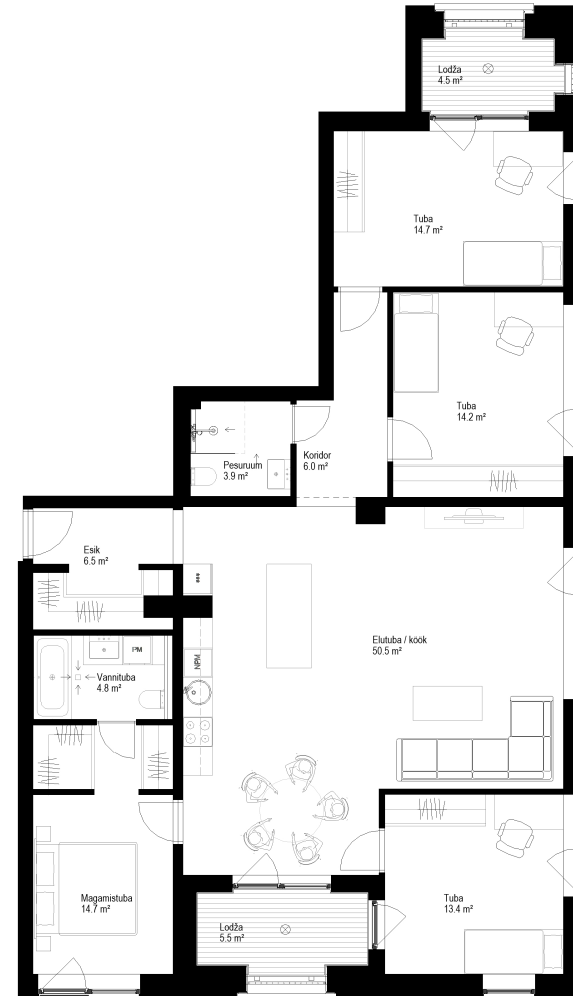 Lodža
4.5 m²
Tuba
14.7 m²
Tuba
14.2 m²
Pesuruum
3.9 m²
Koridor
6.0 m²
Esik
6.5 m²
Elutuba / köök
50.5 m²
NPM
PM
Vannituba
4.8 m²
Magamistuba
14.7 m²
Lodža
5.5 m²
Tuba
13.4 m²